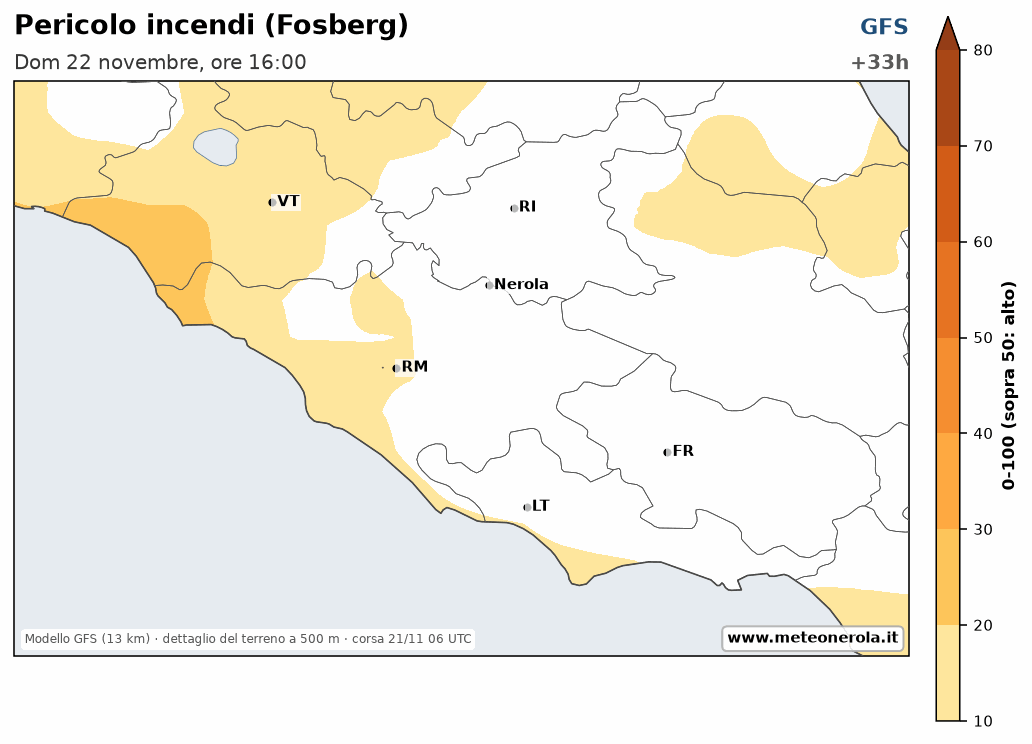 Pericolo incendi (Fosberg)
GFS
Dom 22 novembre, ore 16:00
+33h
80
70
60
50
40
30
20
10
0-100 (sopra 50: alto)
VT
RI
Nerola
RM
FR
LT
Modello GFS (13 km) · dettaglio del terreno a 500 m · corsa 21/11 06 UTC
www.meteonerola.it